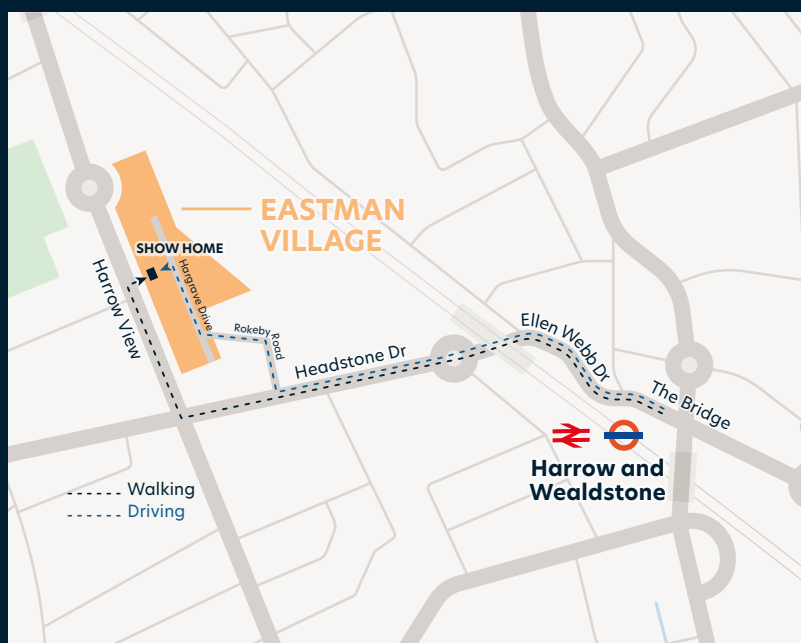 EASTMAN
VILLAGE
SHOW HOME
Harrow View
Hargrave Drive
Rokeby
Road
Headstone Dr
Ellen Webb Dr
The Bridge
Harrow and
Wealdstone
Walking
Driving